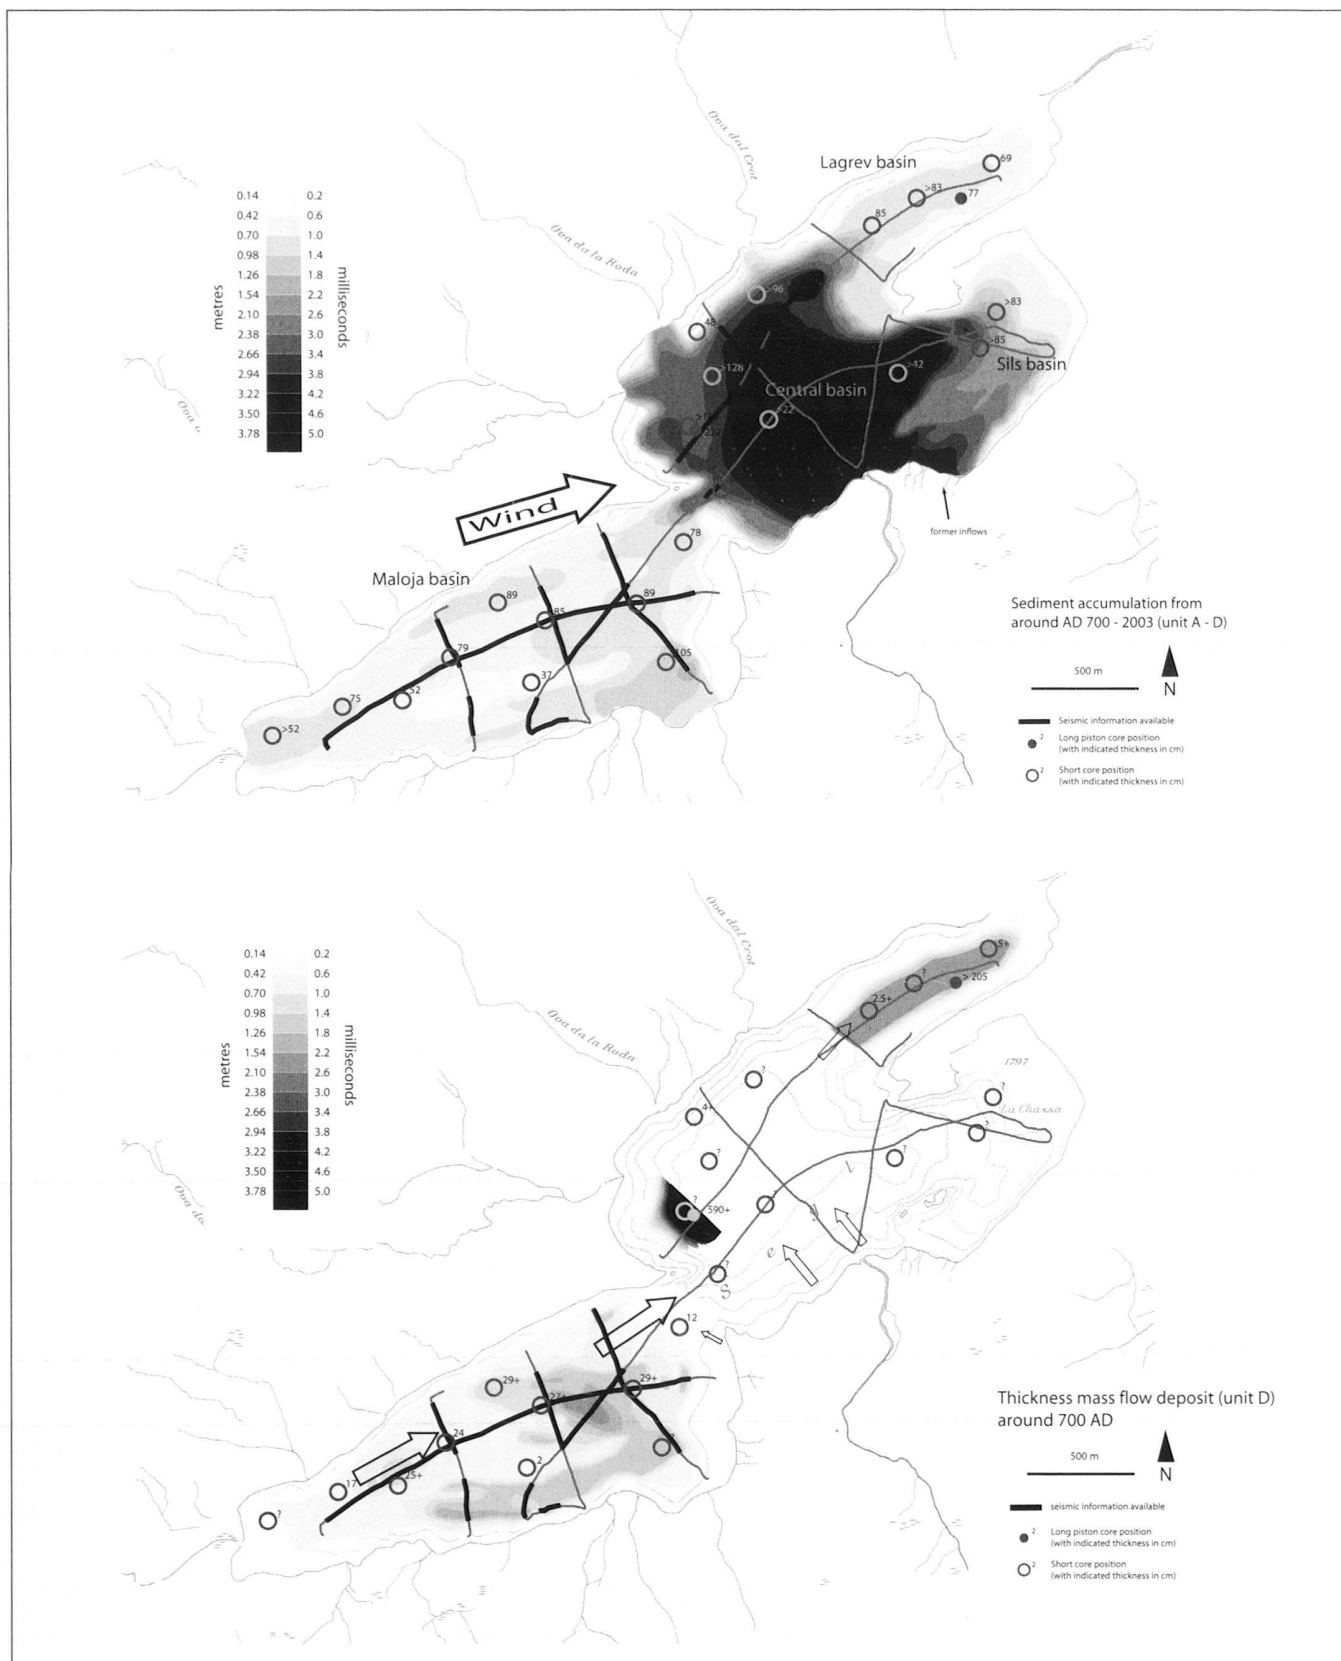 Ova dal Crot
Lagrev basin
69
>83
77
85
0.14 0.2
0.42 0.6
0.70 1.0
0.98 1.4
1.26 1.8
1.54 2.2
2.10 2.6
2.38 3.0
2.66 3.4
2.94 3.8
3.22 4.2
3.50 4.6
3.78 5.0
metres
milliseconds
Ova da la Roda
>96
>83
48
>85
Sils basin
>128
>42
Central basin
>22
Wind
78
former inflows
Maloja basin
89
89
85
79
105
37
52
75
>52
Sediment accumulation from
around AD 700 - 2003 (unit A - D)
500 m
N
Seismic information available
2 Long piston core position
(with indicated thickness in cm)
2 Short core position
(with indicated thickness in cm)
Ova dal Crot
5+
?
> 205
2.5+
0.14 0.2
0.42 0.6
0.70 1.0
0.98 1.4
1.26 1.8
1.54 2.2
2.10 2.6
2.38 3.0
2.66 3.4
2.94 3.8
3.22 4.2
3.50 4.6
3.78 5.0
metres
milliseconds
Ova da la Roda
1797
?
?
La Chaxxa
4+
?
?
?
?
590+
S e g l
?
12
29+
29+
27+
24
?
2
25+
17
?
Thickness mass flow deposit (unit D)
around 700 AD
500 m
N
seismic information available
2 Long piston core position
(with indicated thickness in cm)
2 Short core position
(with indicated thickness in cm)